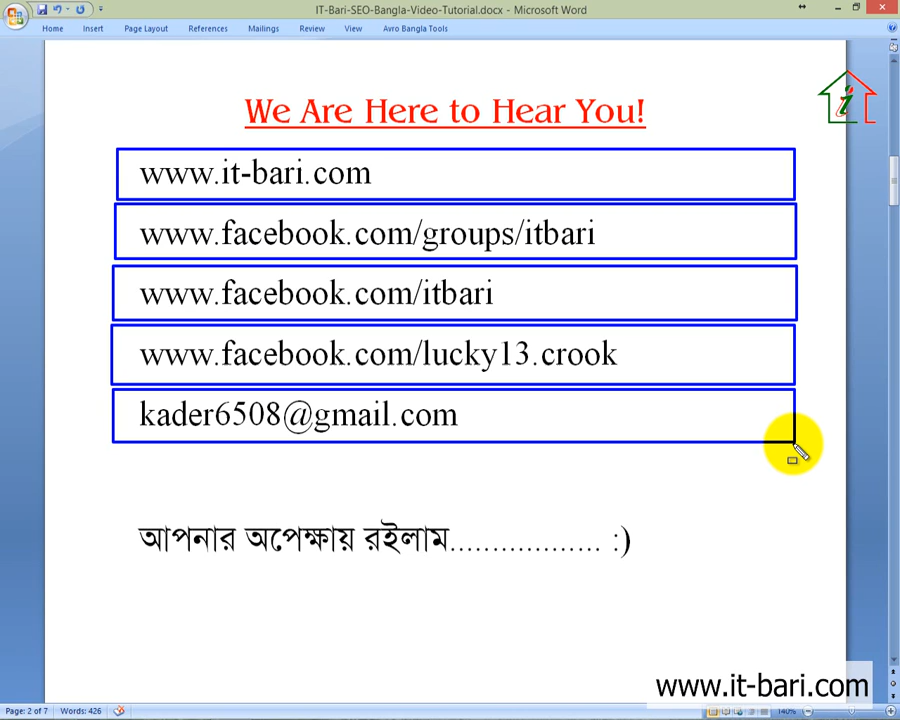 IT-Bari-SEO-Bangla-Video-Tutorial.docx - Microsoft Word
Home Insert Page Layout References Mailings Review View Avro Bangla Tools
We Are Here to Hear You!
i
www.it-bari.com
www.facebook.com/groups/itbari
www.facebook.com/itbari
www.facebook.com/lucky13.crook
kader6508@gmail.com
আপনার অপেক্ষায় রইলাম.................. :)
www.it-bari.com
Page: 2 of 7 Words: 426 140%